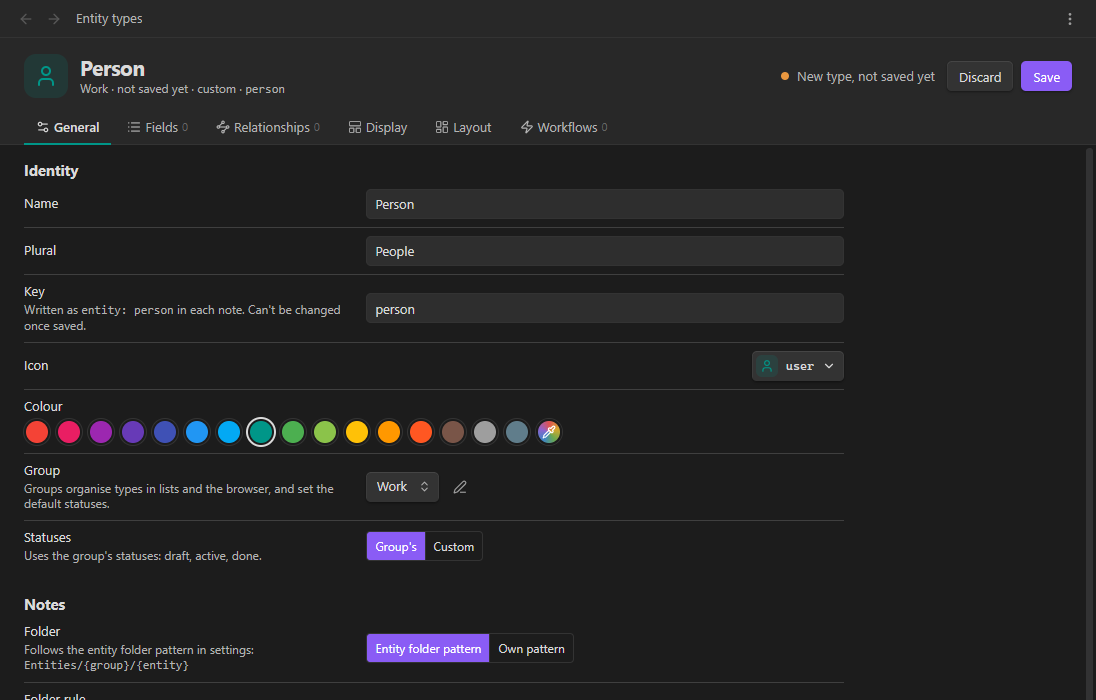 Entity types
Person
Work · not saved yet · custom · person
New type, not saved yet
Discard
Save
General
Fields 0
Relationships 0
Display
Layout
Workflows 0
Identity
Name
Person
Plural
People
Key
Written as entity: person in each note. Can't be changed
once saved.
person
Icon
user
Colour
Group
Groups organise types in lists and the browser, and set the
default statuses.
Work
Statuses
Uses the group's statuses: draft, active, done.
Group's
Custom
Notes
Folder
Follows the entity folder pattern in settings:
Entities/{group}/{entity}
Entity folder pattern
Own pattern
Folder rule